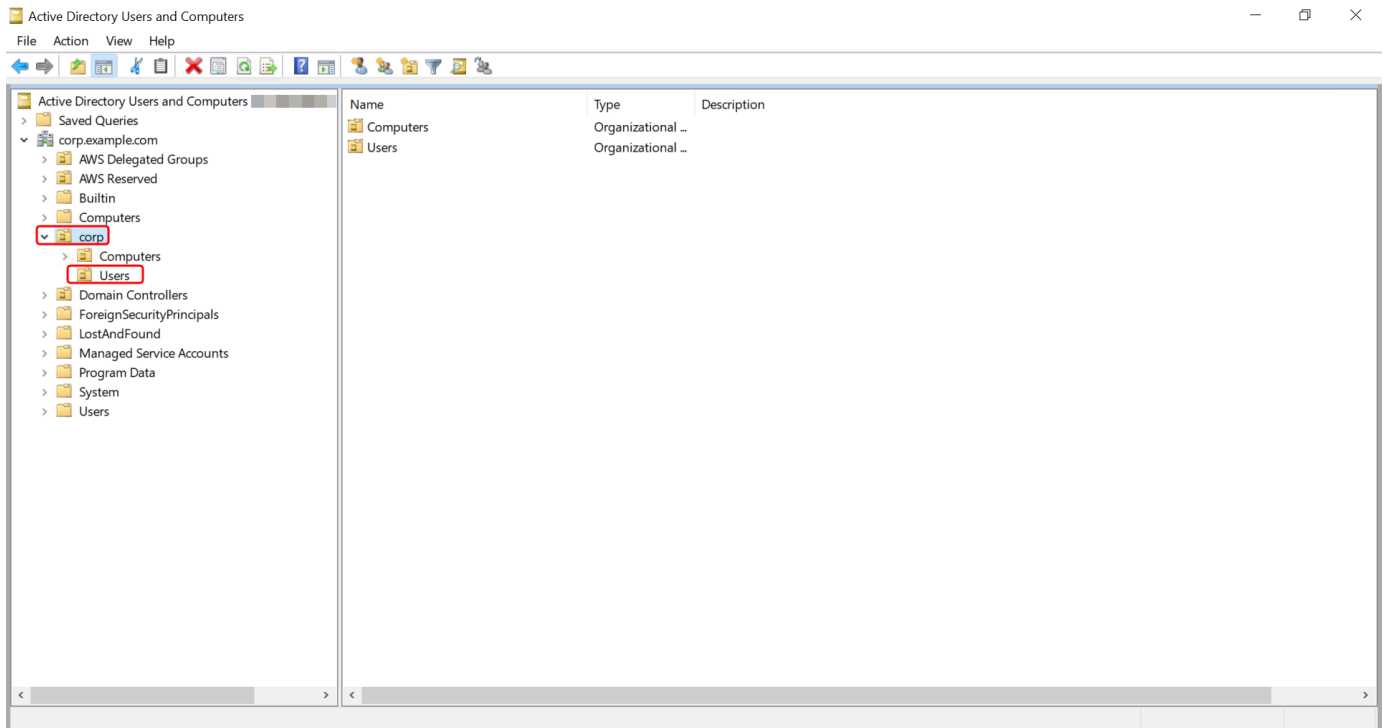 Active Directory Users and Computers
File Action View Help
Active Directory Users and Computers
Saved Queries
corp.example.com
AWS Delegated Groups
AWS Reserved
Builtin
Computers
corp
Computers
Users
Domain Controllers
ForeignSecurityPrincipals
LostAndFound
Managed Service Accounts
Program Data
System
Users
Name Type Description
Computers Organizational ...
Users Organizational ...